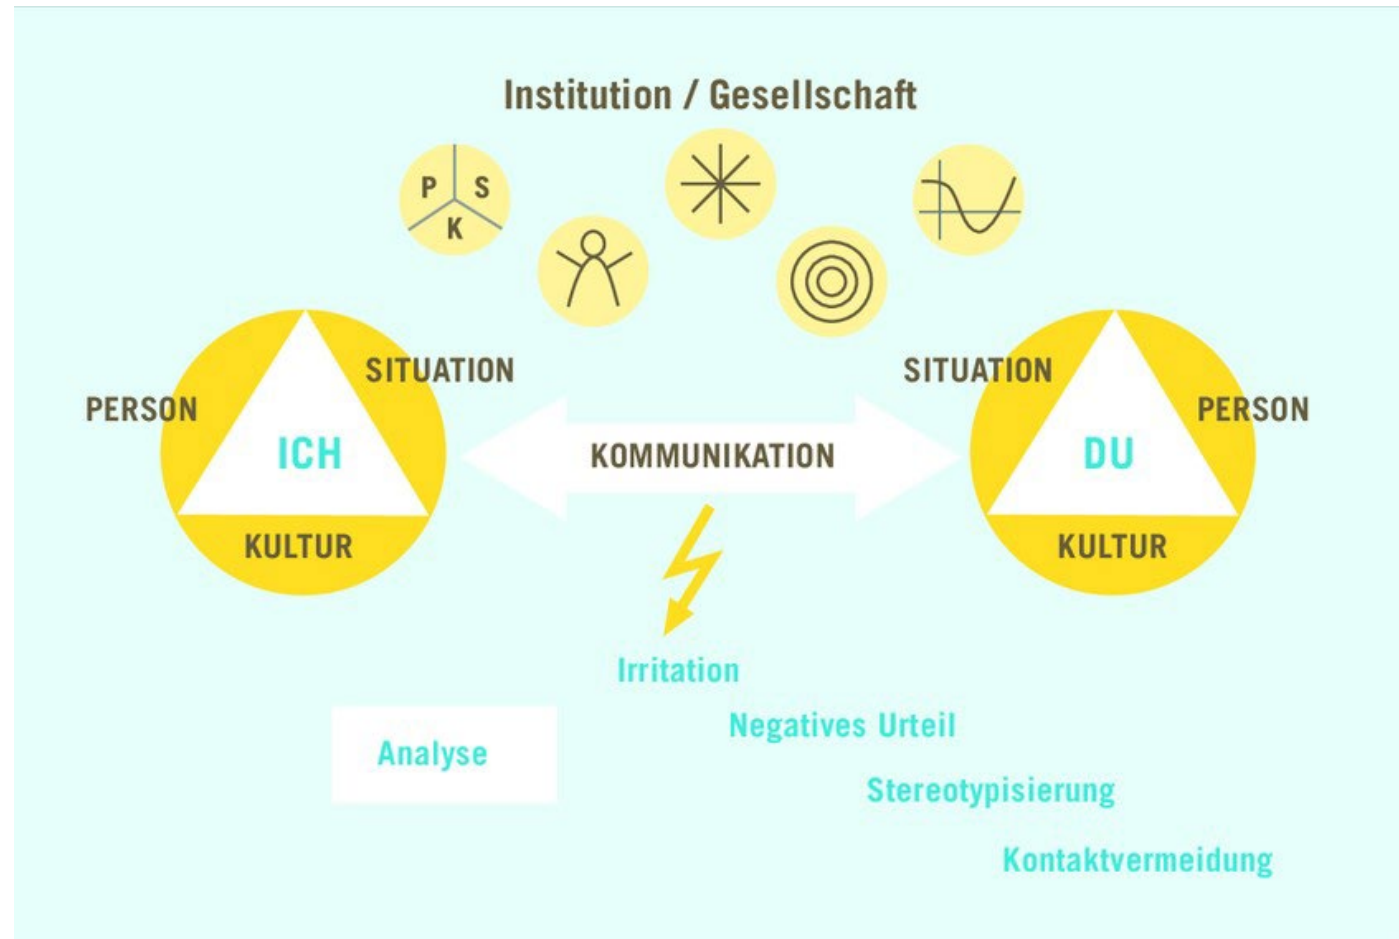 Institution / Gesellschaft
P S
K
SITUATION
SITUATION
PERSON
PERSON
ICH
KOMMUNIKATION
DU
KULTUR
KULTUR
Irritation
Negatives Urteil
Analyse
Stereotypisierung
Kontaktvermeidung